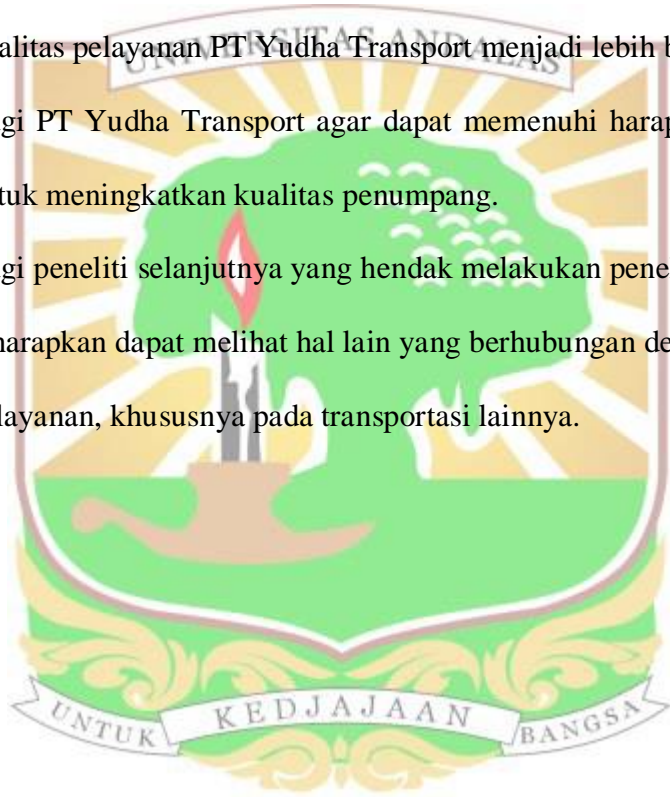 alitas pelayanan PT Yudha Transport menjadi lebih b
UNIVERSITAS ANDALAS
gi PT Yudha Transport agar dapat memenuhi harap
tuk meningkatkan kualitas penumpang.
gi peneliti selanjutnya yang hendak melakukan pene
harapkan dapat melihat hal lain yang berhubungan de
layanan, khususnya pada transportasi lainnya.
UNTUK KEDJAJAAN BANGSA